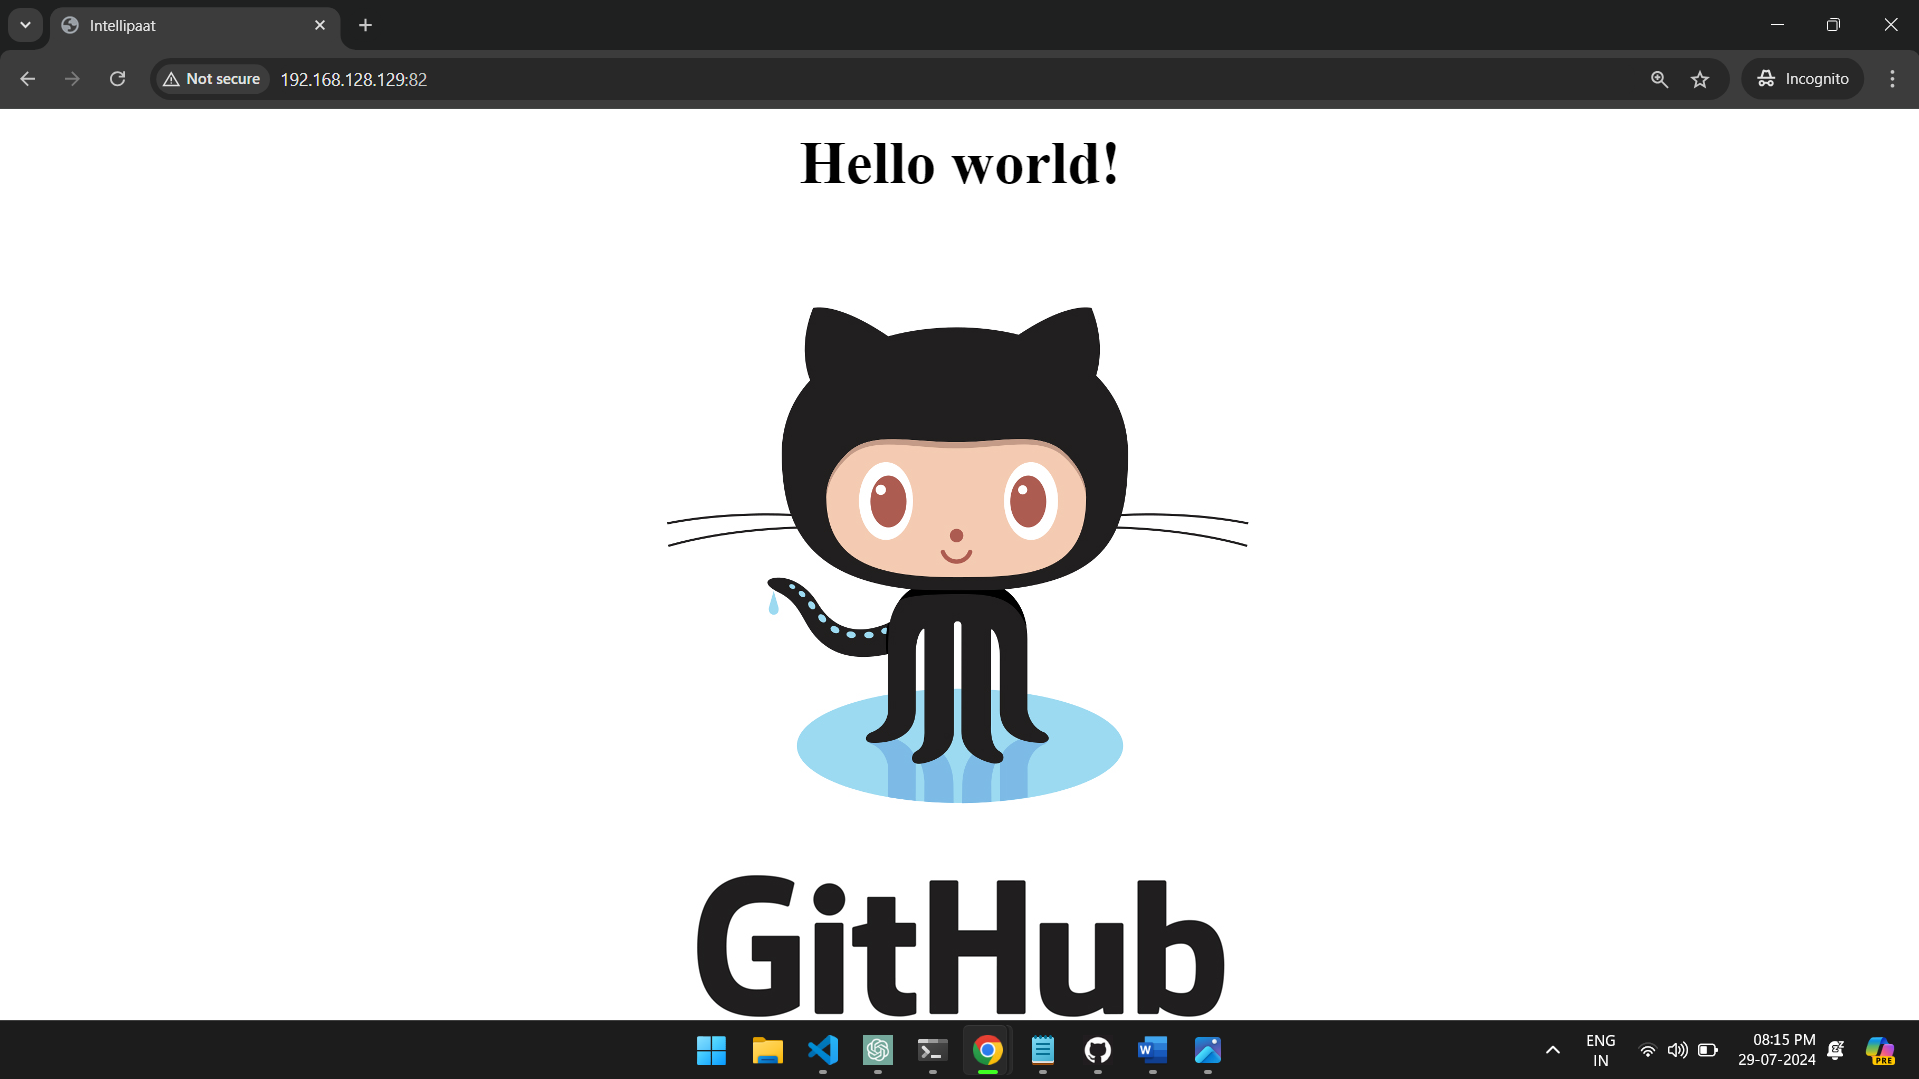 Intellipaat
Not secure
192.168.128.129:82
Incognito
Hello world!
GitHub
W
ENG
IN
08:15 PM
29-07-2024
PRE